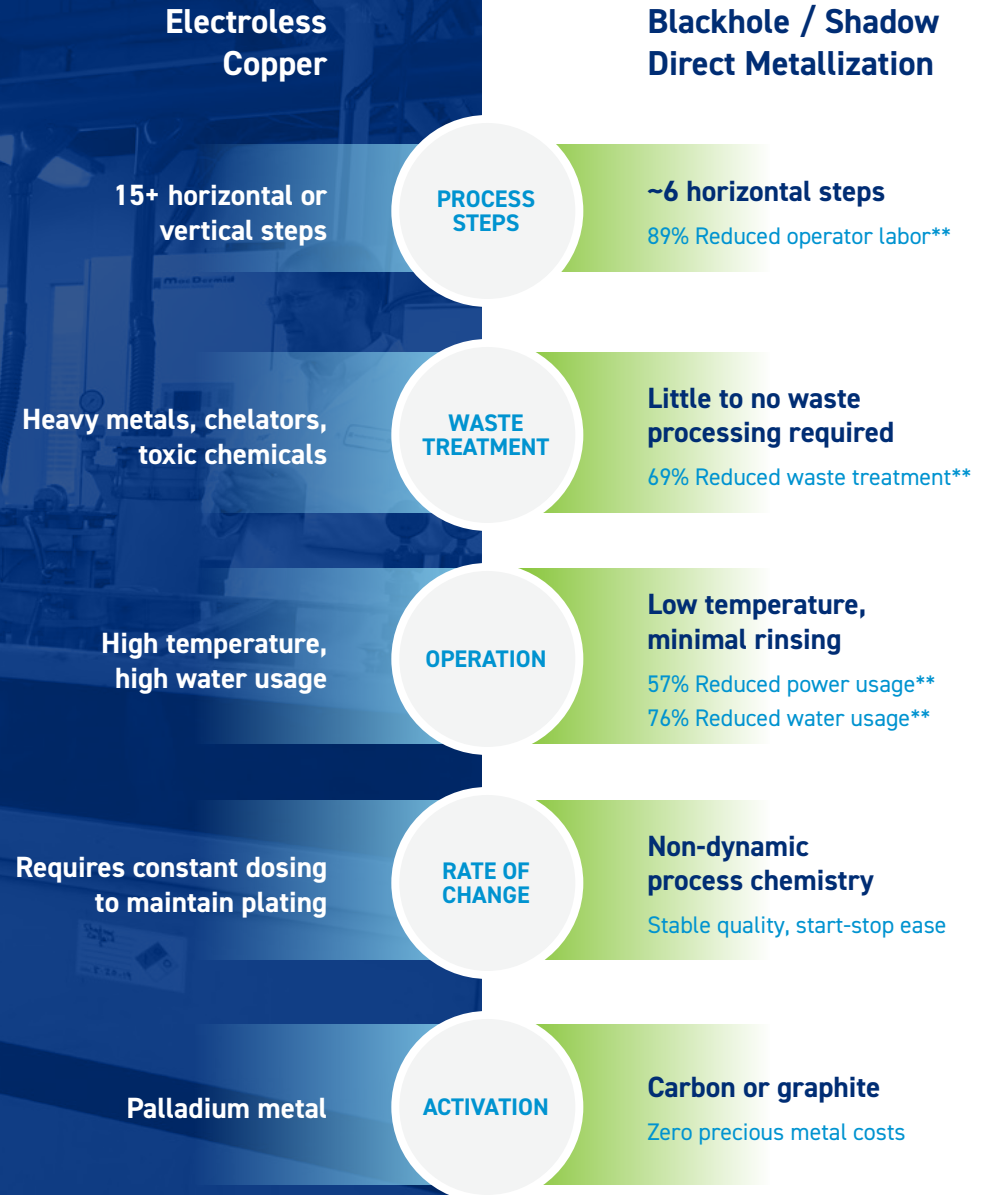 Electroless
Copper
Blackhole / Shadow
Direct Metallization
15+ horizontal or
vertical steps
PROCESS
STEPS
~6 horizontal steps
89% Reduced operator labor**
MacDermid
Heavy metals, chelators,
toxic chemicals
WASTE
TREATMENT
Little to no waste
processing required
69% Reduced waste treatment**
High temperature,
high water usage
OPERATION
Low temperature,
minimal rinsing
57% Reduced power usage**
76% Reduced water usage**
Requires constant dosing
to maintain plating
RATE OF
CHANGE
Non-dynamic
process chemistry
Stable quality, start-stop ease
Palladium metal
ACTIVATION
Carbon or graphite
Zero precious metal costs